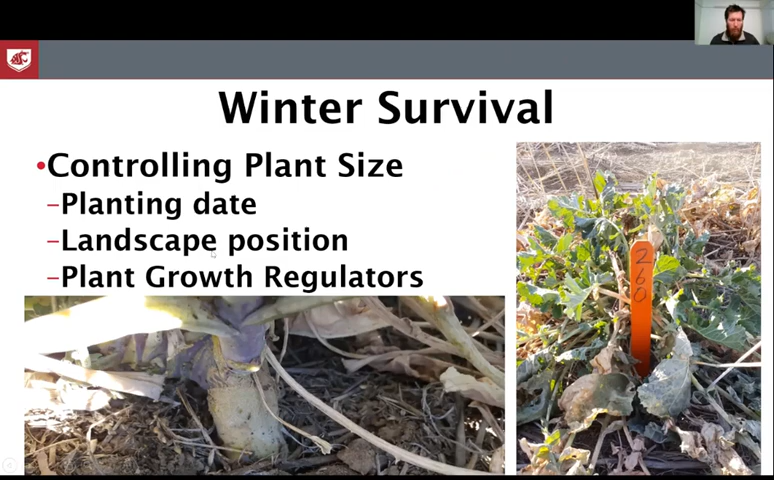 Winter Survival
•Controlling Plant Size
–Planting date
–Landscape position
–Plant Growth Regulators
260